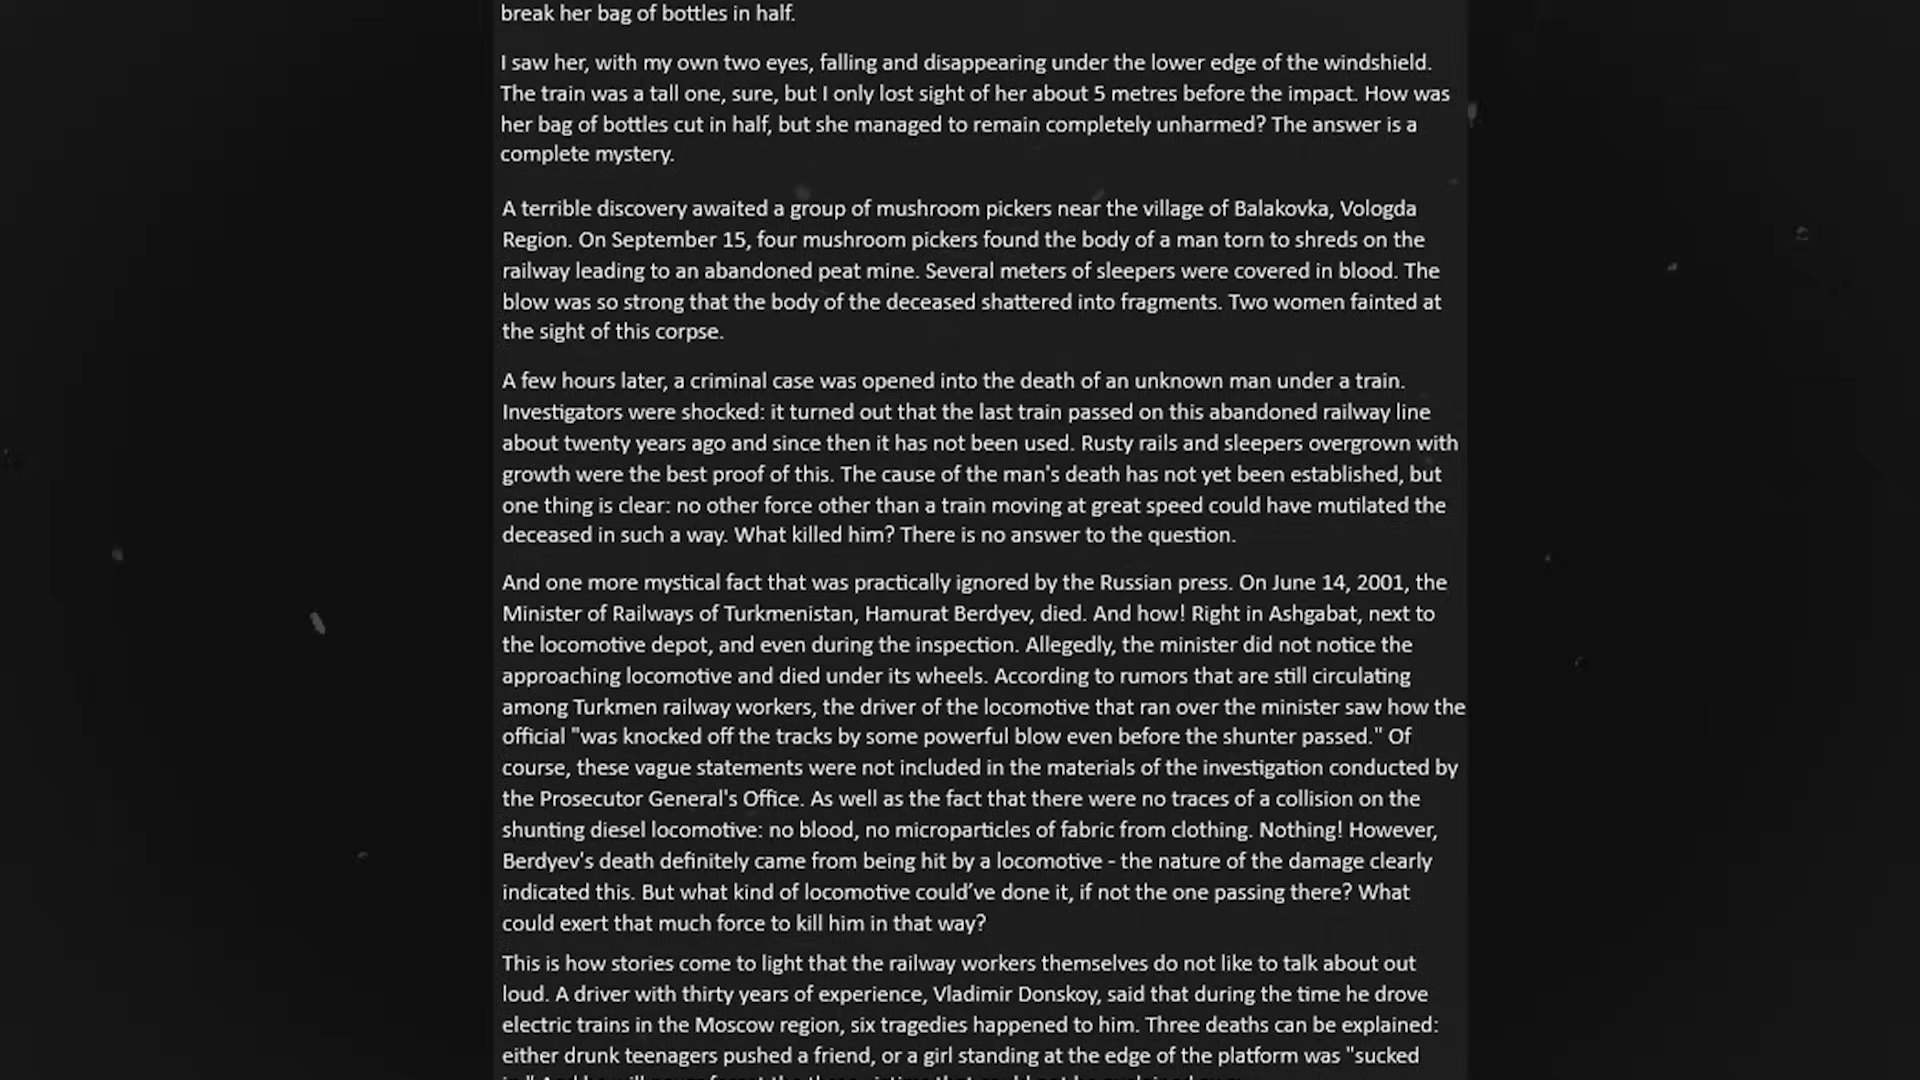 break her bag of bottles in half.
I saw her, with my own two eyes, falling and disappearing under the lower edge of the windshield.
The train was a tall one, sure, but I only lost sight of her about 5 metres before the impact. How was
her bag of bottles cut in half, but she managed to remain completely unharmed? The answer is a
complete mystery.
A terrible discovery awaited a group of mushroom pickers near the village of Balakovka, Vologda
Region. On September 15, four mushroom pickers found the body of a man torn to shreds on the
railway leading to an abandoned peat mine. Several meters of sleepers were covered in blood. The
blow was so strong that the body of the deceased shattered into fragments. Two women fainted at
the sight of this corpse.
A few hours later, a criminal case was opened into the death of an unknown man under a train.
Investigators were shocked: it turned out that the last train passed on this abandoned railway line
about twenty years ago and since then it has not been used. Rusty rails and sleepers overgrown with
growth were the best proof of this. The cause of the man's death has not yet been established, but
one thing is clear: no other force other than a train moving at great speed could have mutilated the
deceased in such a way. What killed him? There is no answer to the question.
And one more mystical fact that was practically ignored by the Russian press. On June 14, 2001, the
Minister of Railways of Turkmenistan, Hamurat Berdyev, died. And how! Right in Ashgabat, next to
the locomotive depot, and even during the inspection. Allegedly, the minister did not notice the
approaching locomotive and died under its wheels. According to rumors that are still circulating
among Turkmen railway workers, the driver of the locomotive that ran over the minister saw how the
official "was knocked off the tracks by some powerful blow even before the shunter passed." Of
course, these vague statements were not included in the materials of the investigation conducted by
the Prosecutor General's Office. As well as the fact that there were no traces of a collision on the
shunting diesel locomotive: no blood, no microparticles of fabric from clothing. Nothing! However,
Berdyev's death definitely came from being hit by a locomotive - the nature of the damage clearly
indicated this. But what kind of locomotive could've done it, if not the one passing there? What
could exert that much force to kill him in that way?
This is how stories come to light that the railway workers themselves do not like to talk about out
loud. A driver with thirty years of experience, Vladimir Donskoy, said that during the time he drove
electric trains in the Moscow region, six tragedies happened to him. Three deaths can be explained:
either drunk teenagers pushed a friend, or a girl standing at the edge of the platform was "sucked